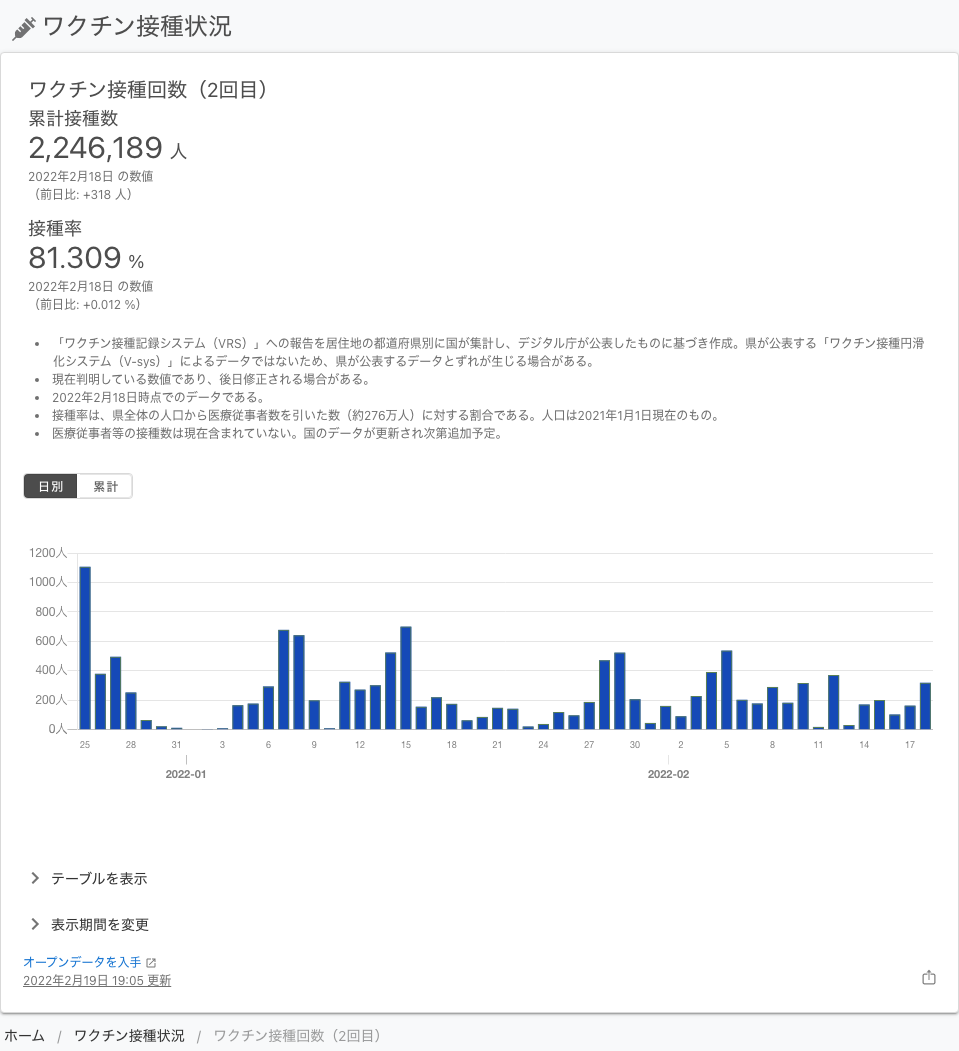 ワクチン接種状況
ワクチン接種回数（2回目）
累計接種数
2,246,189 人
2022年2月18日 の数値
（前日比: +318 人）
接種率
81.309 %
2022年2月18日 の数値
（前日比: +0.012 %）
「ワクチン接種記録システム（VRS）」への報告を居住地の都道府県別に国が集計し、デジタル庁が公表したものに基づき作成。県が公表する「ワクチン接種円滑
化システム（V-sys）」によるデータではないため、県が公表するデータとずれが生じる場合がある。
現在判明している数値であり、後日修正される場合がある。
2022年2月18日時点でのデータである。
接種率は、県全体の人口から医療従事者数を引いた数（約276万人）に対する割合である。人口は2021年1月1日現在のもの。
医療従事者等の接種数は現在含まれていない。国のデータが更新され次第追加予定。
日別 累計
1200人
1000人
800人
600人
400人
200人
0人
25 28 31 3 6 9 12 15 18 21 24 27 30 2 5 8 11 14 17
2022-01 2022-02
テーブルを表示
表示期間を変更
オープンデータを入手
2022年2月19日 19:05 更新
ホーム / ワクチン接種状況 / ワクチン接種回数（2回目）